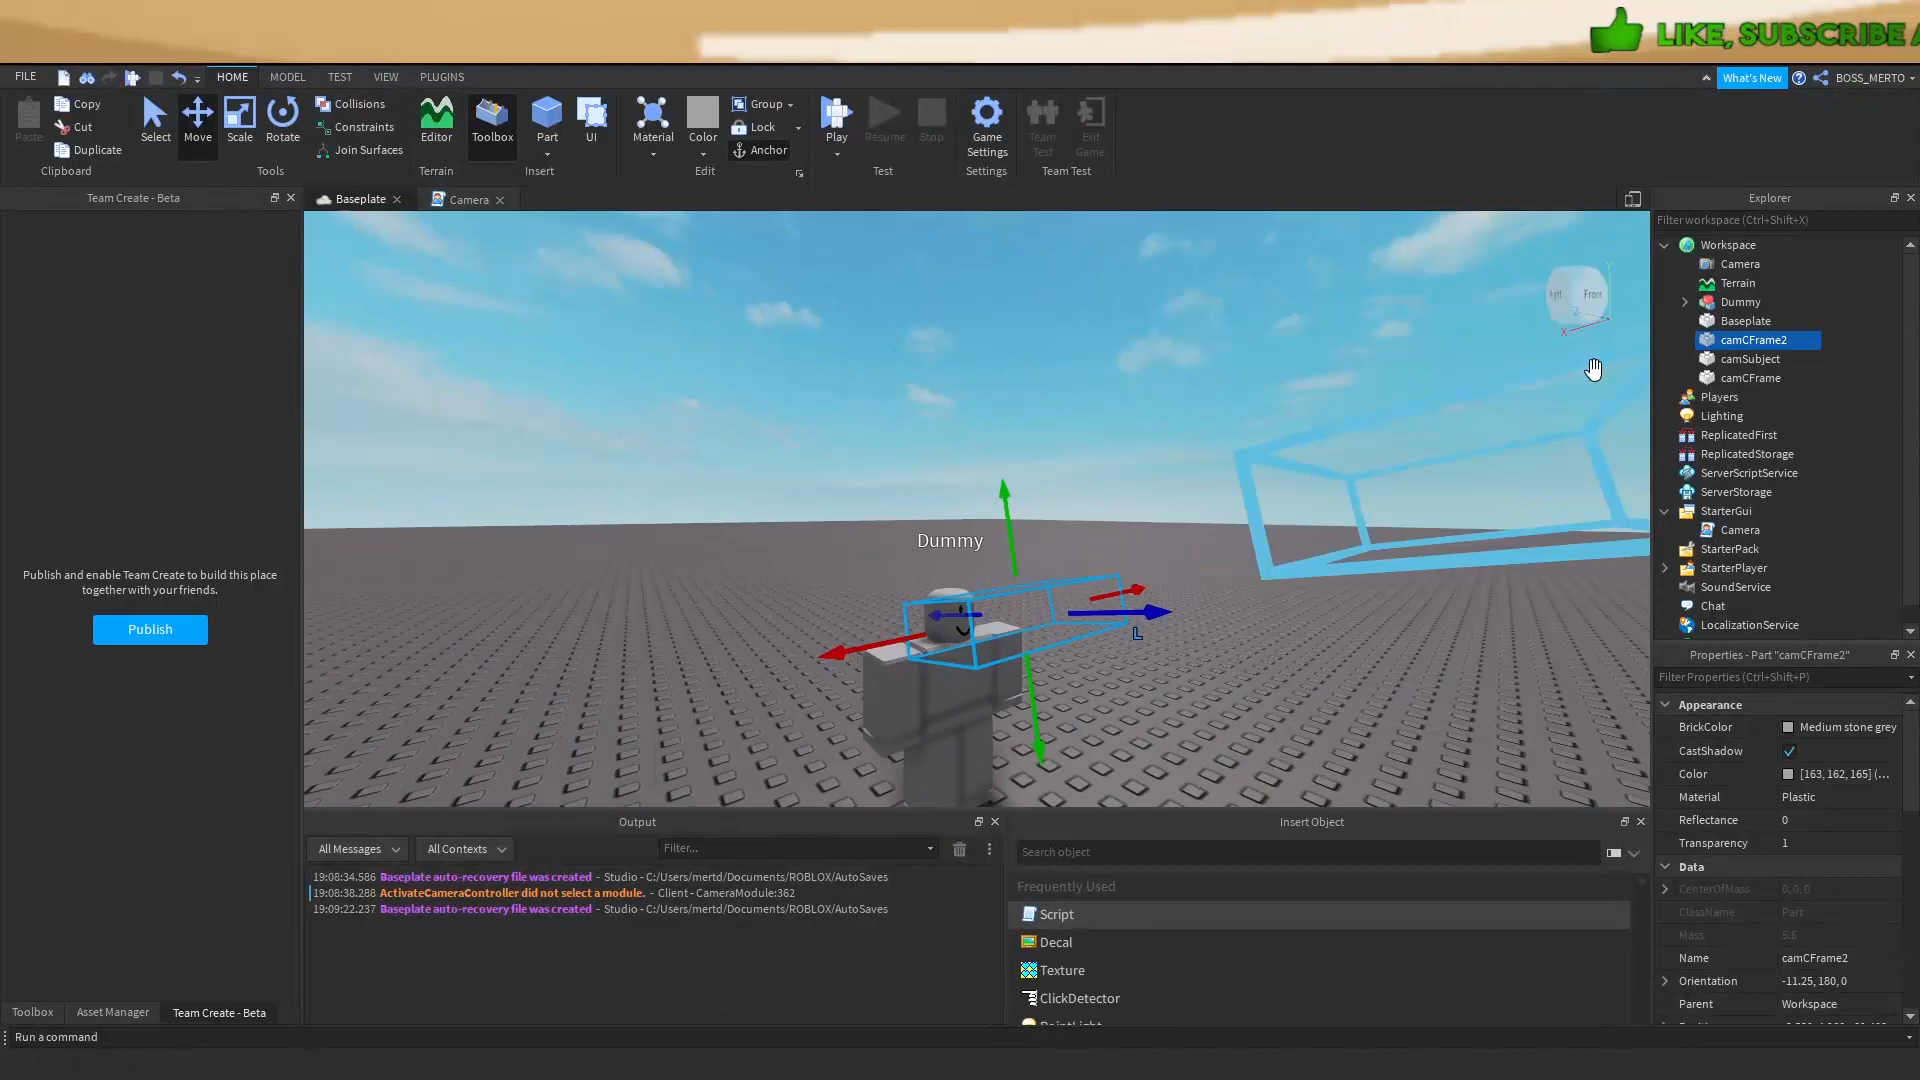 LIKE, SUBSCRIBE A
FILE
HOME
MODEL
TEST
VIEW
PLUGINS
What's New
BOSS_MERTO
Paste
Copy
Cut
Duplicate
Clipboard
Select
Move
Scale
Rotate
Collisions
Constraints
Join Surfaces
Tools
Editor
Terrain
Toolbox
Part
UI
Insert
Material
Color
Group
Lock
Anchor
Edit
Play
Resume
Stop
Test
Game
Settings
Settings
Team
Test
Exit
Game
Team Test
Team Create - Beta
Baseplate
Camera
Publish and enable Team Create to build this place
together with your friends.
Publish
Right
Front
Y
Z
X
Dummy
L
Explorer
Filter workspace (Ctrl+Shift+X)
Workspace
Camera
Terrain
Dummy
Baseplate
camCFrame2
camSubject
camCFrame
Players
Lighting
ReplicatedFirst
ReplicatedStorage
ServerScriptService
ServerStorage
StarterGui
Camera
StarterPack
StarterPlayer
SoundService
Chat
LocalizationService
Properties - Part "camCFrame2"
Filter Properties (Ctrl+Shift+P)
Appearance
BrickColor Medium stone grey
CastShadow
Color [163, 162, 165] (...
Material Plastic
Reflectance 0
Transparency 1
Data
CenterOfMass 0, 0, 0
ClassName Part
Mass 5.6
Name camCFrame2
Orientation -11.25, 180, 0
Parent Workspace
Output
All Messages
All Contexts
Filter...
19:08:34.586 Baseplate auto-recovery file was created - Studio - C:/Users/mertd/Documents/ROBLOX/AutoSaves
19:08:38.288 ActivateCameraController did not select a module. - Client - CameraModule:362
19:09:22.237 Baseplate auto-recovery file was created - Studio - C:/Users/mertd/Documents/ROBLOX/AutoSaves
Insert Object
Search object
Frequently Used
Script
Decal
Texture
ClickDetector
PointLight
Toolbox
Asset Manager
Team Create - Beta
Run a command